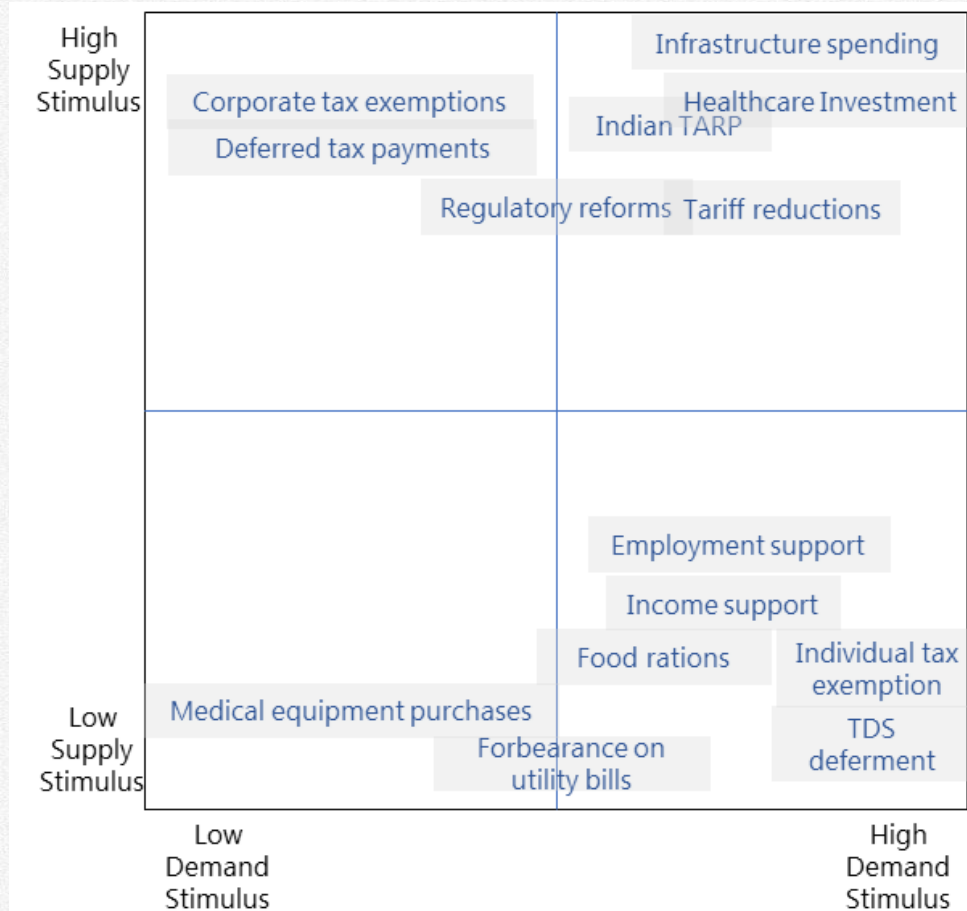 High
Supply
Stimulus
Infrastructure spending
Corporate tax exemptions
Healthcare Investment
Indian TARP
Deferred tax payments
Regulatory reforms
Tariff reductions
Employment support
Income support
Food rations
Individual tax
exemption
Medical equipment purchases
Low
Supply
Stimulus
TDS
deferment
Forbearance on
utility bills
Low
Demand
Stimulus
High
Demand
Stimulus